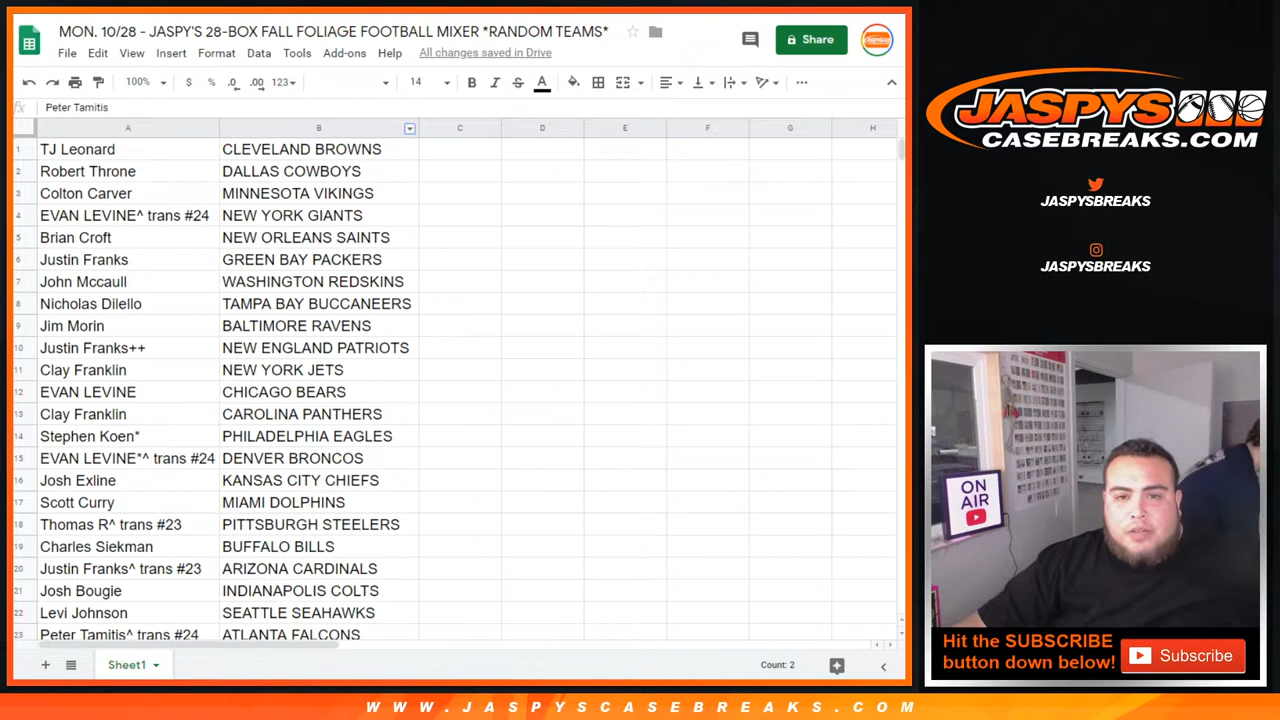 MON. 10/28 - JASPY'S 28-BOX FALL FOLIAGE FOOTBALL MIXER *RANDOM TEAMS*
File Edit View Insert Format Data Tools Add-ons Help All changes saved in Drive
Share
100% $ % .0 .00 123 14 B I S A
fx Peter Tamitis
A B C D E F G H
1 TJ Leonard CLEVELAND BROWNS
2 Robert Throne DALLAS COWBOYS
3 Colton Carver MINNESOTA VIKINGS
4 EVAN LEVINE^ trans #24 NEW YORK GIANTS
5 Brian Croft NEW ORLEANS SAINTS
6 Justin Franks GREEN BAY PACKERS
7 John Mccaull WASHINGTON REDSKINS
8 Nicholas Dilello TAMPA BAY BUCCANEERS
9 Jim Morin BALTIMORE RAVENS
10 Justin Franks++ NEW ENGLAND PATRIOTS
11 Clay Franklin NEW YORK JETS
12 EVAN LEVINE CHICAGO BEARS
13 Clay Franklin CAROLINA PANTHERS
14 Stephen Koen* PHILADELPHIA EAGLES
15 EVAN LEVINE*^ trans #24 DENVER BRONCOS
16 Josh Exline KANSAS CITY CHIEFS
17 Scott Curry MIAMI DOLPHINS
18 Thomas R^ trans #23 PITTSBURGH STEELERS
19 Charles Siekman BUFFALO BILLS
20 Justin Franks^ trans #23 ARIZONA CARDINALS
21 Josh Bougie INDIANAPOLIS COLTS
22 Levi Johnson SEATTLE SEAHAWKS
23 Peter Tamitis^ trans #24 ATLANTA FALCONS
Sheet1
Count: 2
JASPYS
CASEBREAKS.COM
JASPYSBREAKS
JASPYSBREAKS
ON
AIR
Hit the SUBSCRIBE
button down below!
Subscribe
WWW.JASPYSCASEBREAKS.COM